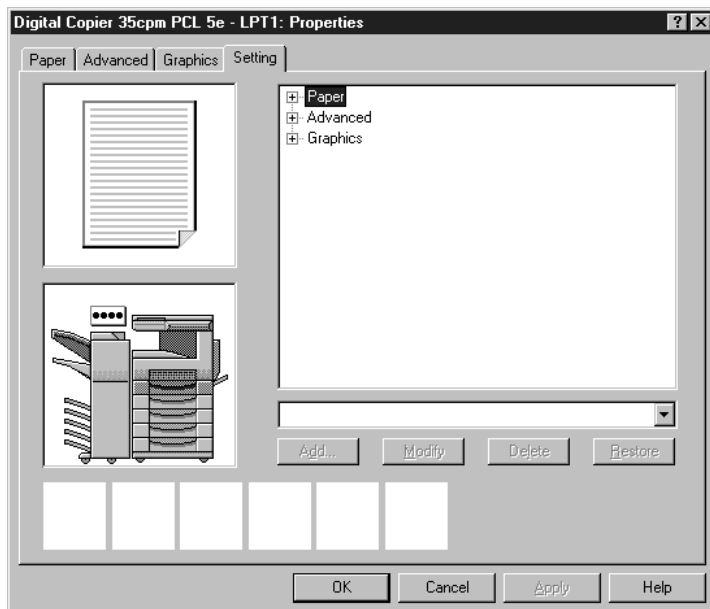 Digital Copier 35cpm PCL 5e - LPT1: Properties
Paper Advanced Graphics Setting
Paper
Advanced
Graphics
Add... Modify Delete Restore
OK Cancel Apply Help